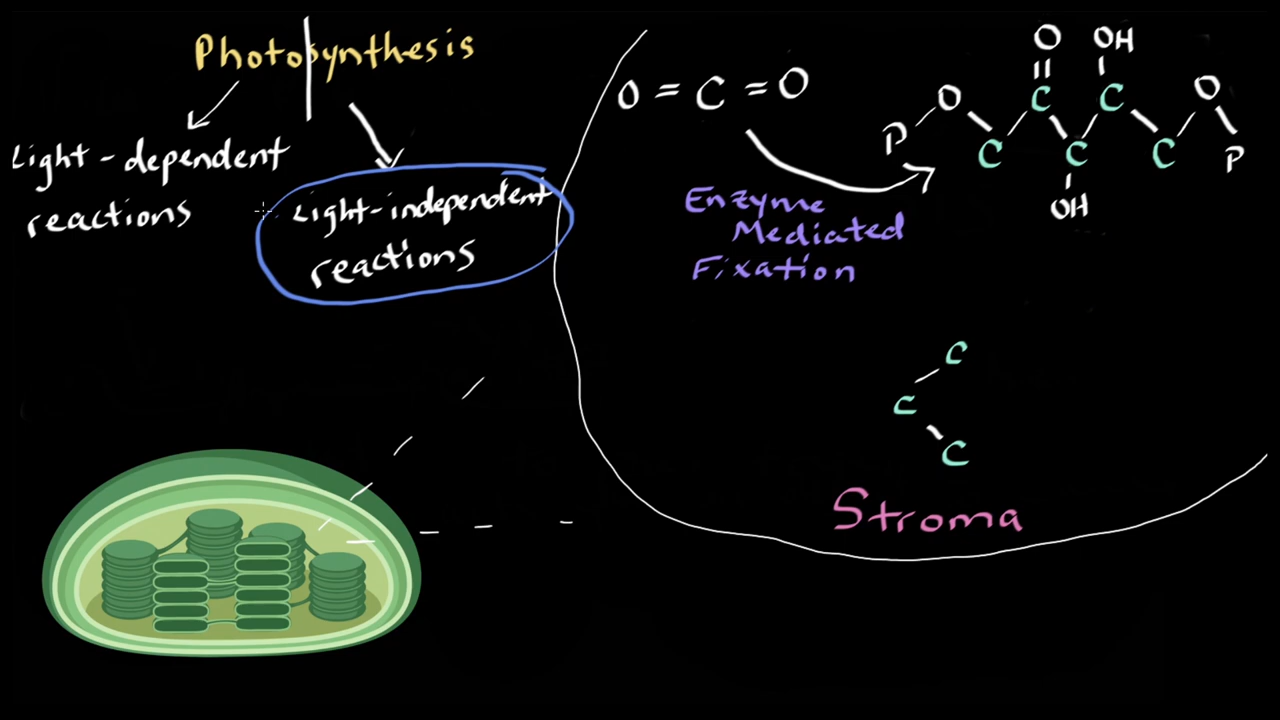 Photosynthesis
Light-dependent
reactions
Light-independent
reactions
O = C = O
Enzyme
Mediated
Fixation
O OH
P O C C O
C C C P
OH
C
C
C
Stroma